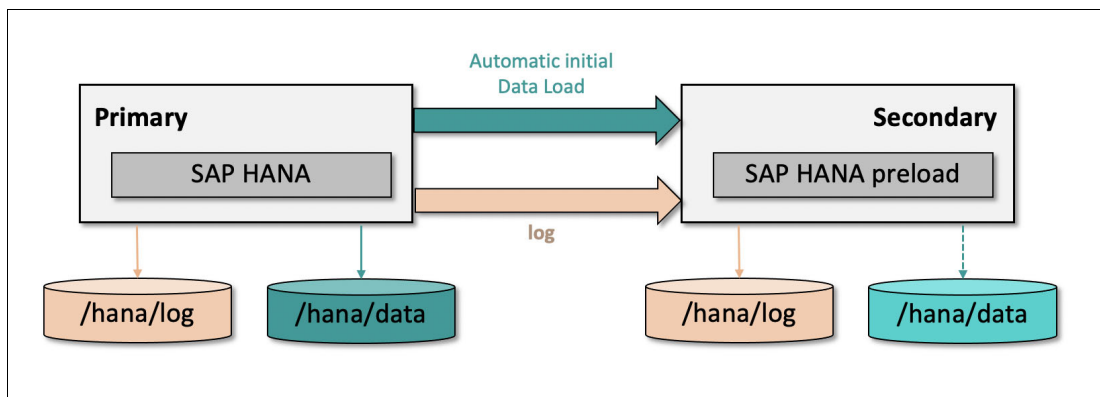 Automatic initial
Data Load
Primary
Secondary
SAP HANA
SAP HANA preload
log
/hana/log
/hana/data
/hana/log
/hana/data